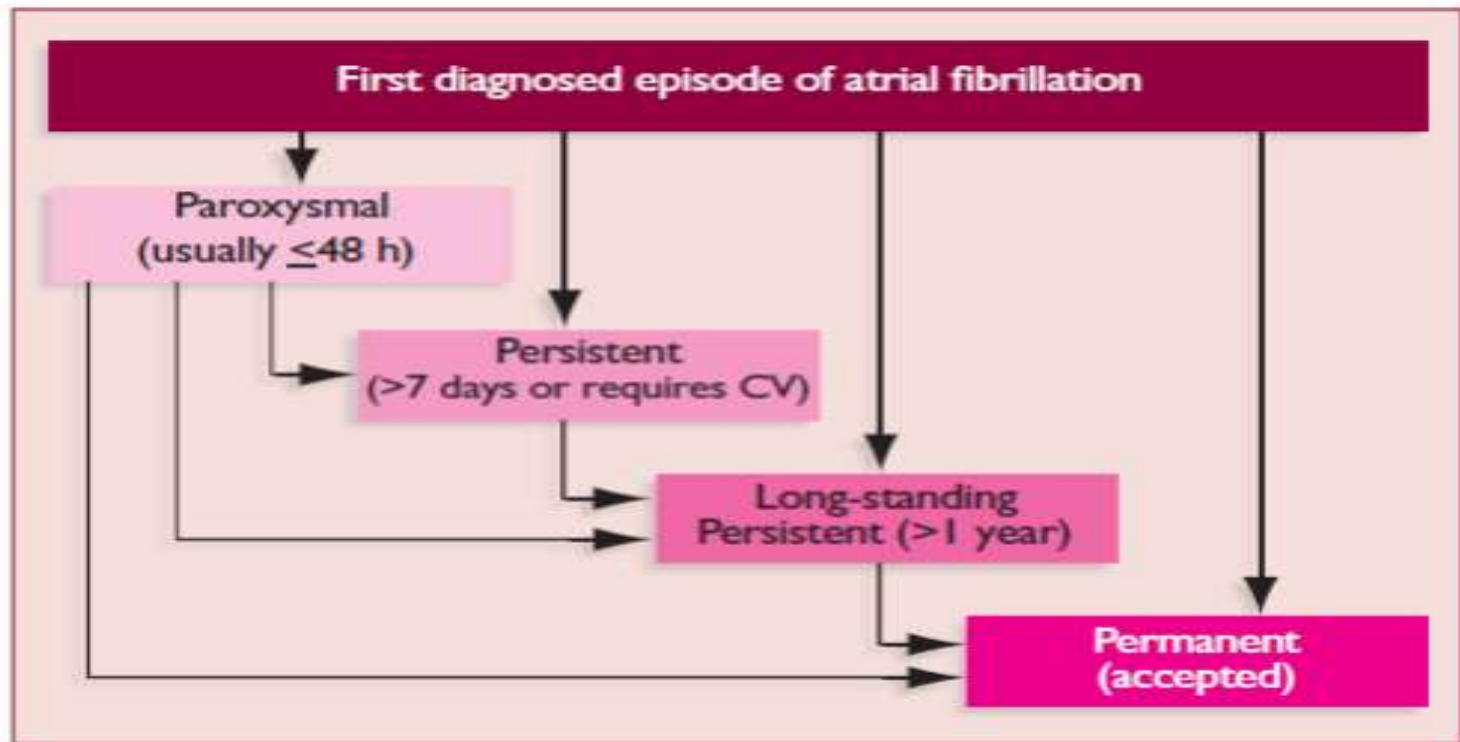 First diagnosed episode of atrial fibrillation
Paroxysmal
(usually ≤48 h)
Persistent
(>7 days or requires CV)
Long-standing
Persistent (>1 year)
Permanent
(accepted)